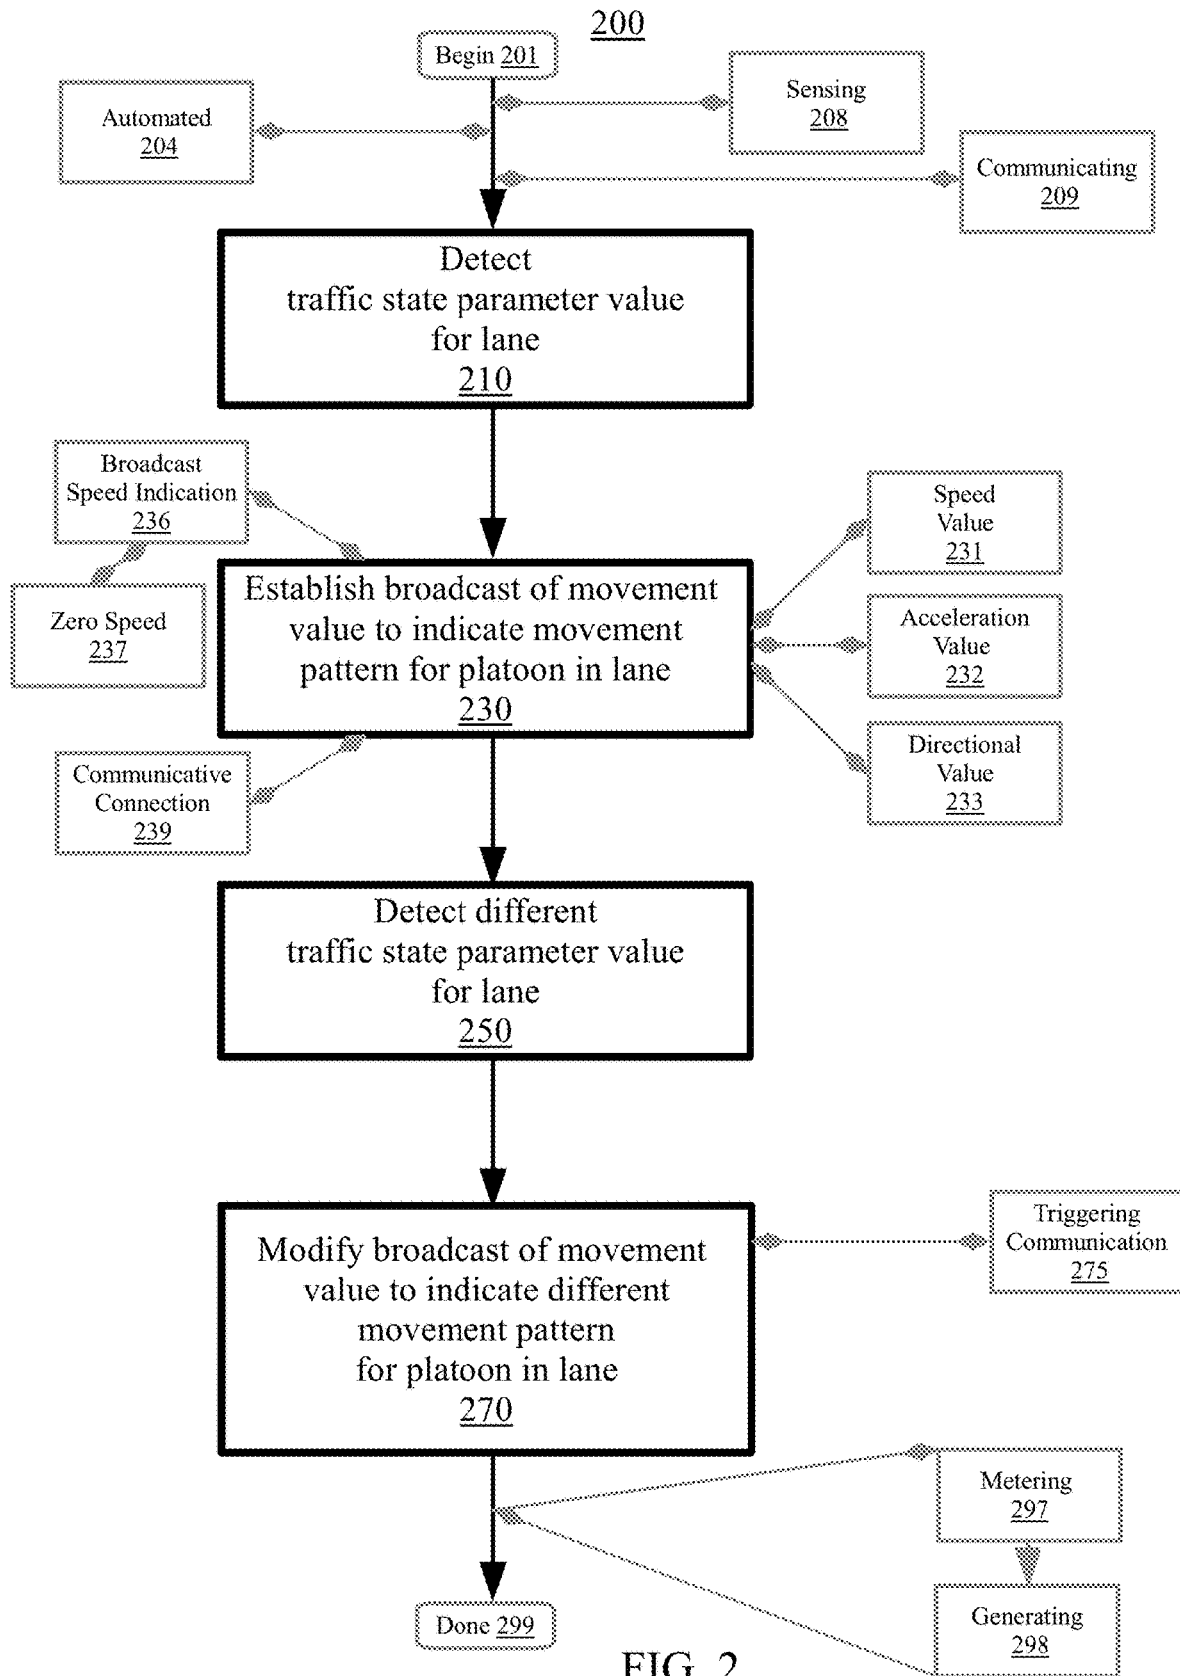 200
Begin 201
Automated
204
Sensing
208
Communicating
209
Detect
traffic state parameter value
for lane
210
Broadcast
Speed Indication
236
Zero Speed
237
Speed
Value
231
Establish broadcast of movement
value to indicate movement
pattern for platoon in lane
230
Acceleration
Value
232
Directional
Value
233
Communicative
Connection
239
Detect different
traffic state parameter value
for lane
250
Modify broadcast of movement
value to indicate different
movement pattern
for platoon in lane
270
Triggering
Communication
275
Metering
297
Generating
298
Done 299
FIG. 2